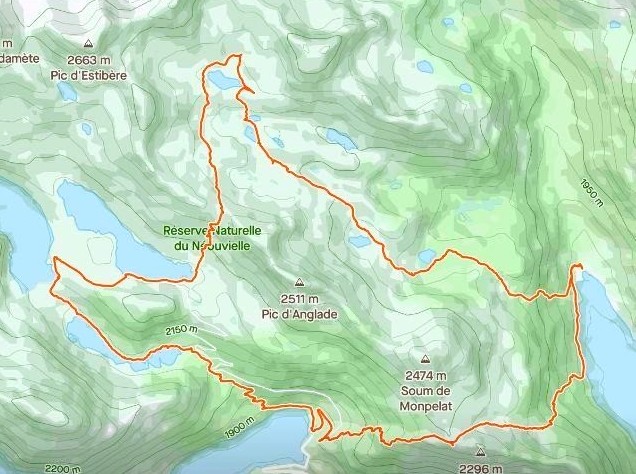 m
damète
2663 m
Pic d'Estibère
1950 m
Réserve Naturelle
du Néouvielle
2511 m
Pic d'Anglade
2150 m
2474 m
Soum de
Monpelat
1900 m
2200 m
2296 m